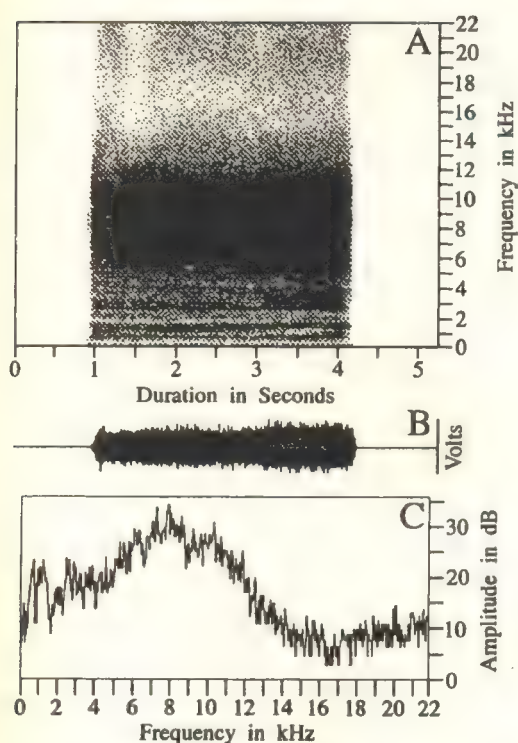 A
22
20
18
16
14
12
10
8
6
4
2
0
Frequency in kHz
0 1 2 3 4 5
Duration in Seconds
B
Volts
C
30
20
10
0
Amplitude in dB
0 2 4 6 8 10 12 14 16 18 20 22
Frequency in kHz